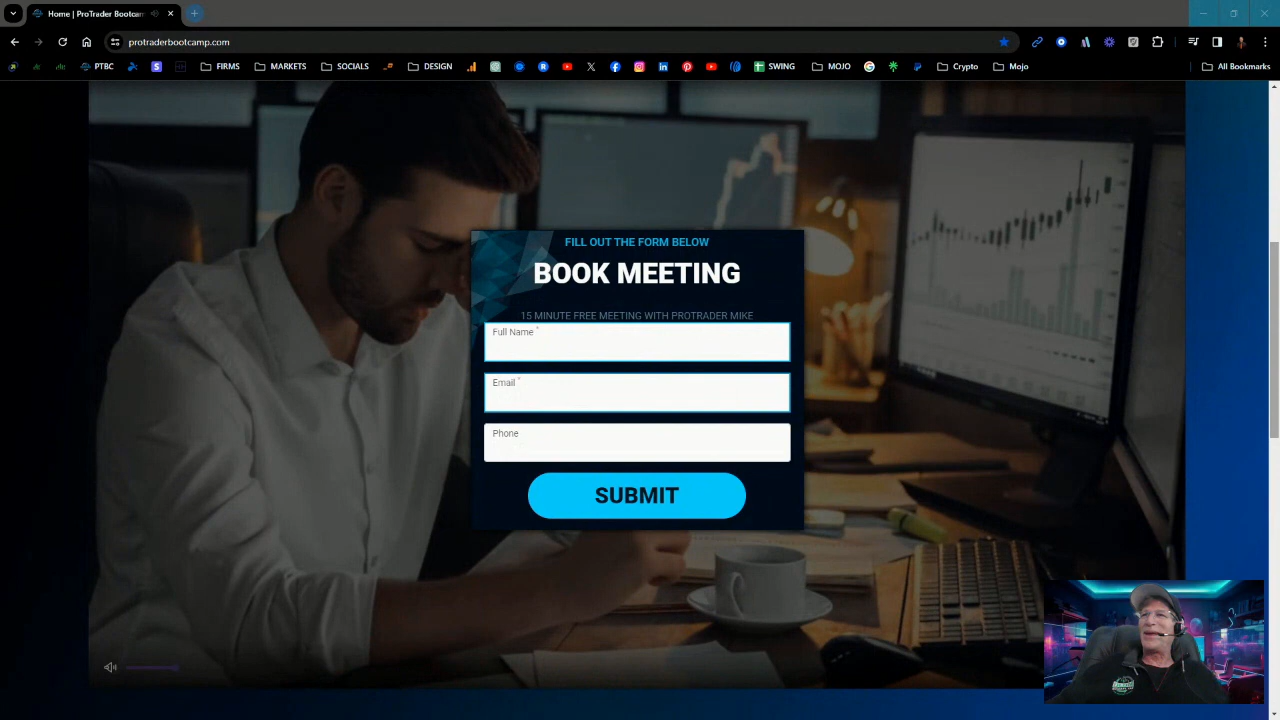 Home | ProTrader Bootcam
protraderbootcamp.com
PTBC
FIRMS
MARKETS
SOCIALS
DESIGN
SWING
MOJO
Crypto
Mojo
All Bookmarks
FILL OUT THE FORM BELOW
BOOK MEETING
15 MINUTE FREE MEETING WITH PROTRADER MIKE
Full Name *
Email *
Phone
SUBMIT